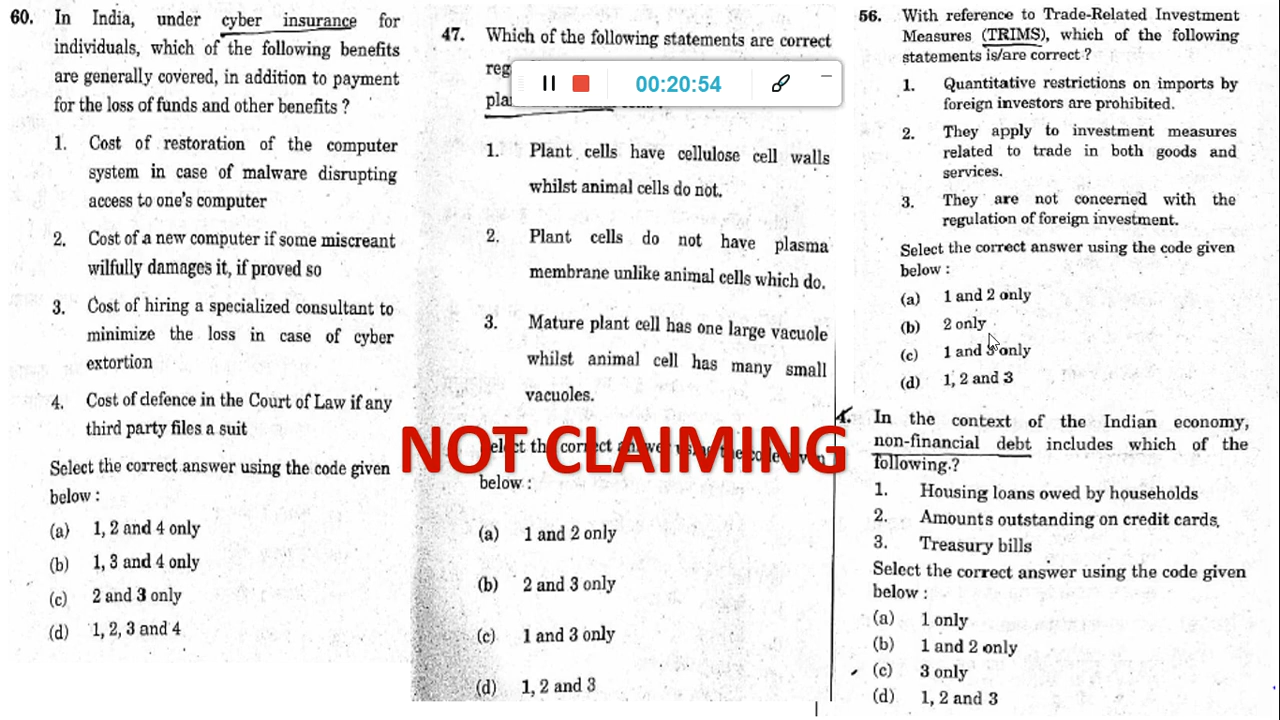 60. In India, under cyber insurance for
individuals, which of the following benefits
are generally covered, in addition to payment
for the loss of funds and other benefits ?
1. Cost of restoration of the computer
system in case of malware disrupting
access to one's computer
2. Cost of a new computer if some miscreant
wilfully damages it, if proved so
3. Cost of hiring a specialized consultant to
minimize the loss in case of cyber
extortion
4. Cost of defence in the Court of Law if any
third party files a suit
Select the correct answer using the code given
below :
(a) 1, 2 and 4 only
(b) 1, 3 and 4 only
(c) 2 and 3 only
(d) 1, 2, 3 and 4
47. Which of the following statements are correct
00:20:54
1. Plant cells have cellulose cell walls
whilst animal cells do not.
2. Plant cells do not have plasma
membrane unlike animal cells which do.
3. Mature plant cell has one large vacuole
whilst animal cell has many small
vacuoles.
NOT CLAIMING
the correct
below :
(a) 1 and 2 only
(b) 2 and 3 only
(c) 1 and 3 only
(d) 1, 2 and 3
56. With reference to Trade-Related Investment
Measures (TRIMS), which of the following
statements is/are correct ?
1. Quantitative restrictions on imports by
foreign investors are prohibited.
2. They apply to investment measures
related to trade in both goods and
services.
3. They are not concerned with the
regulation of foreign investment.
Select the correct answer using the code given
below :
(a) 1 and 2 only
(b) 2 only
(c) 1 and 3 only
(d) 1, 2 and 3
In the context of the Indian economy,
non-financial debt includes which of the
following ?
1. Housing loans owed by households
2. Amounts outstanding on credit cards
3. Treasury bills
Select the correct answer using the code given
below :
(a) 1 only
(b) 1 and 2 only
(c) 3 only
(d) 1, 2 and 3